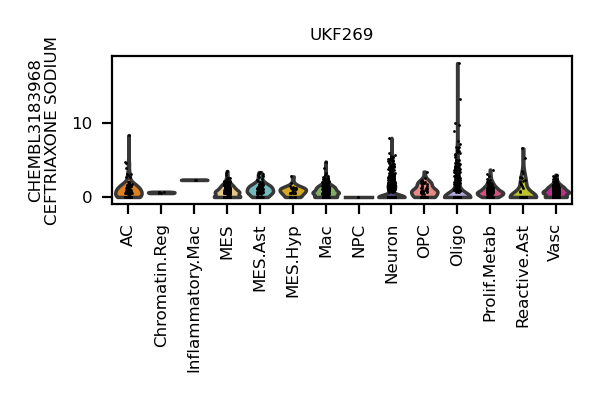 UKF269
CHEMBL3183968
CEFTRIAXONE SODIUM
10
0
AC
Chromatin.Reg
Inflammatory.Mac
MES
MES.Ast
MES.Hyp
Mac
NPC
Neuron
OPC
Oligo
Prolif.Metab
Reactive.Ast
Vasc